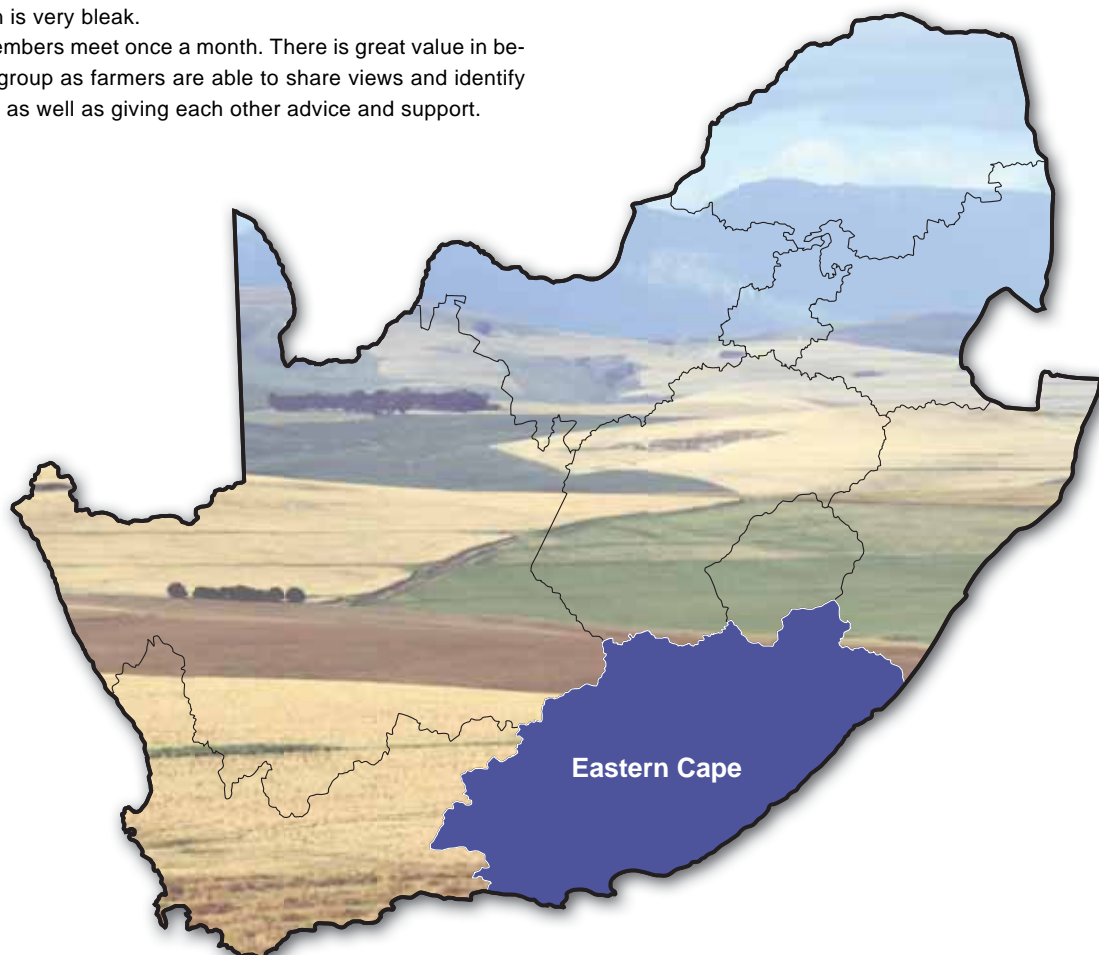 is very bleak.
embers meet once a month. There is great value in be-
group as farmers are able to share views and identify
as well as giving each other advice and support.
Eastern Cape